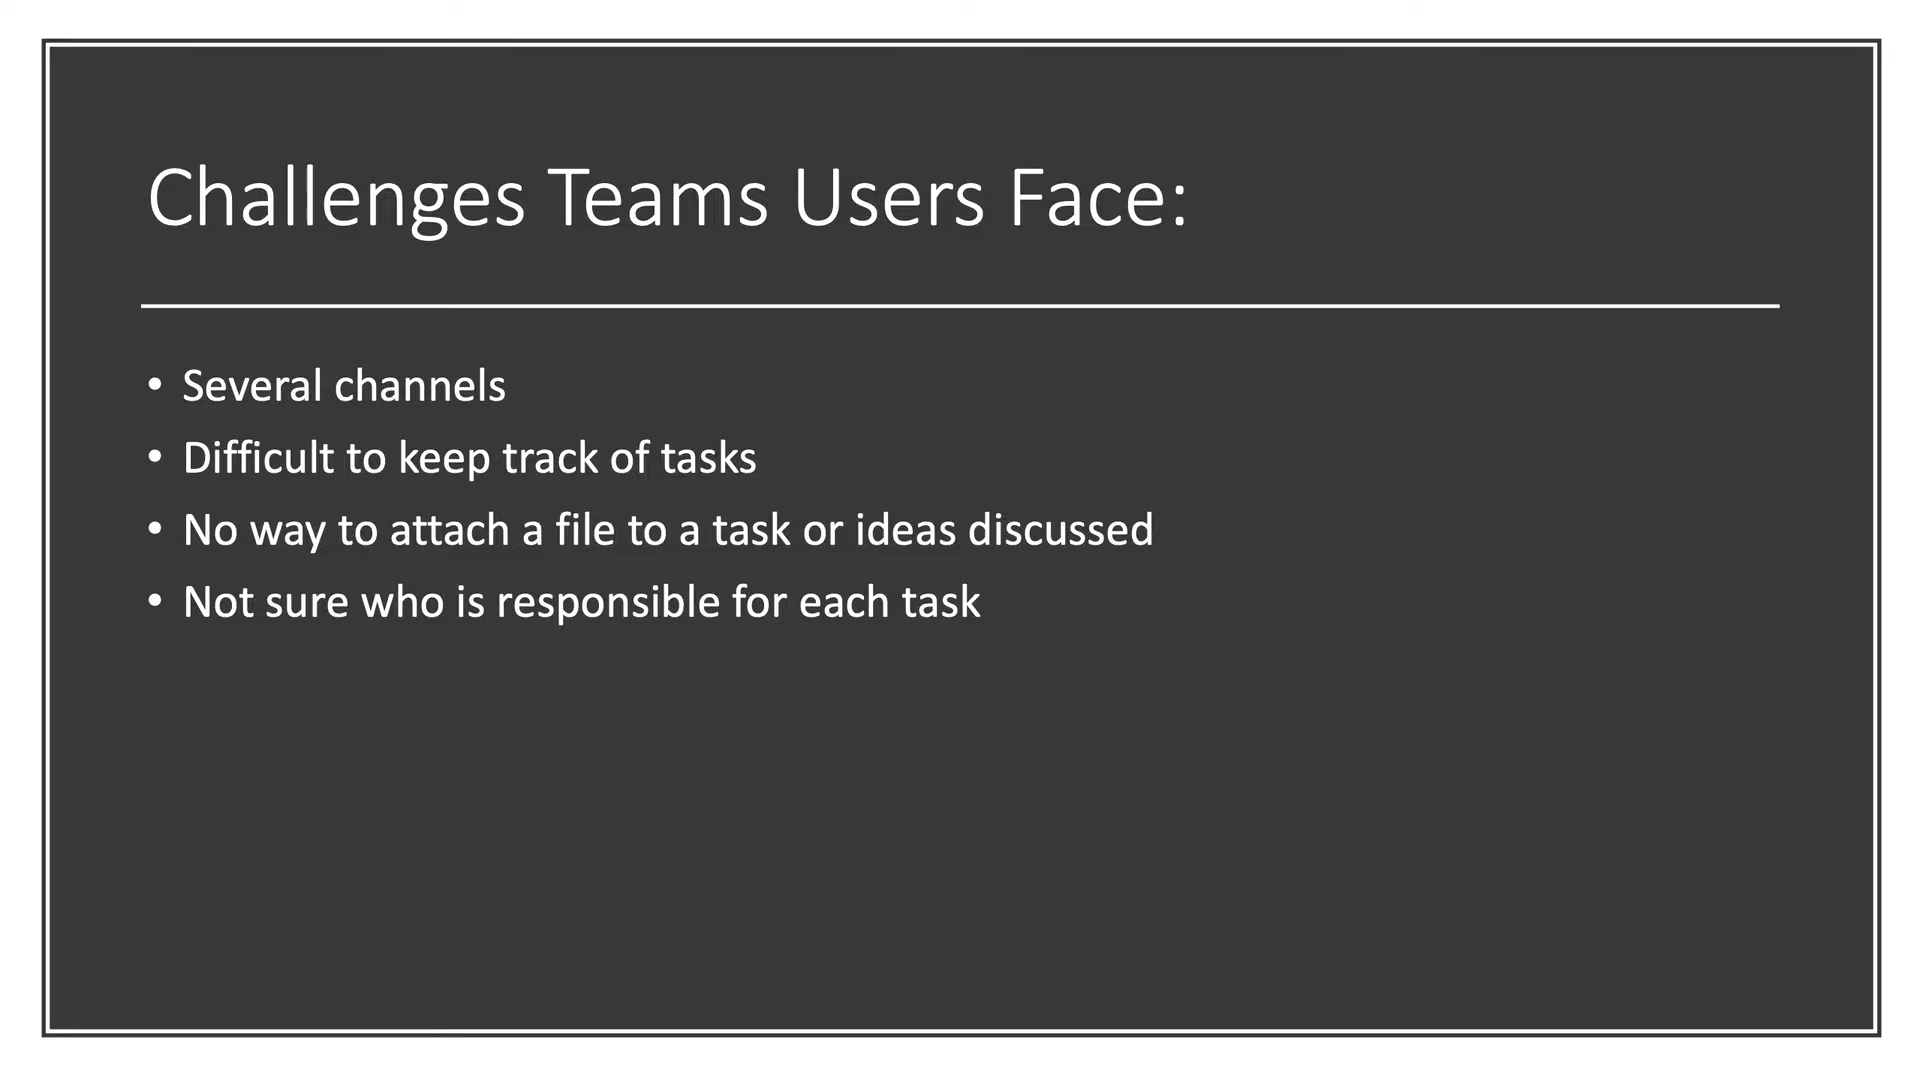 Challenges Teams Users Face:
• Several channels
• Difficult to keep track of tasks
• No way to attach a file to a task or ideas discussed
• Not sure who is responsible for each task